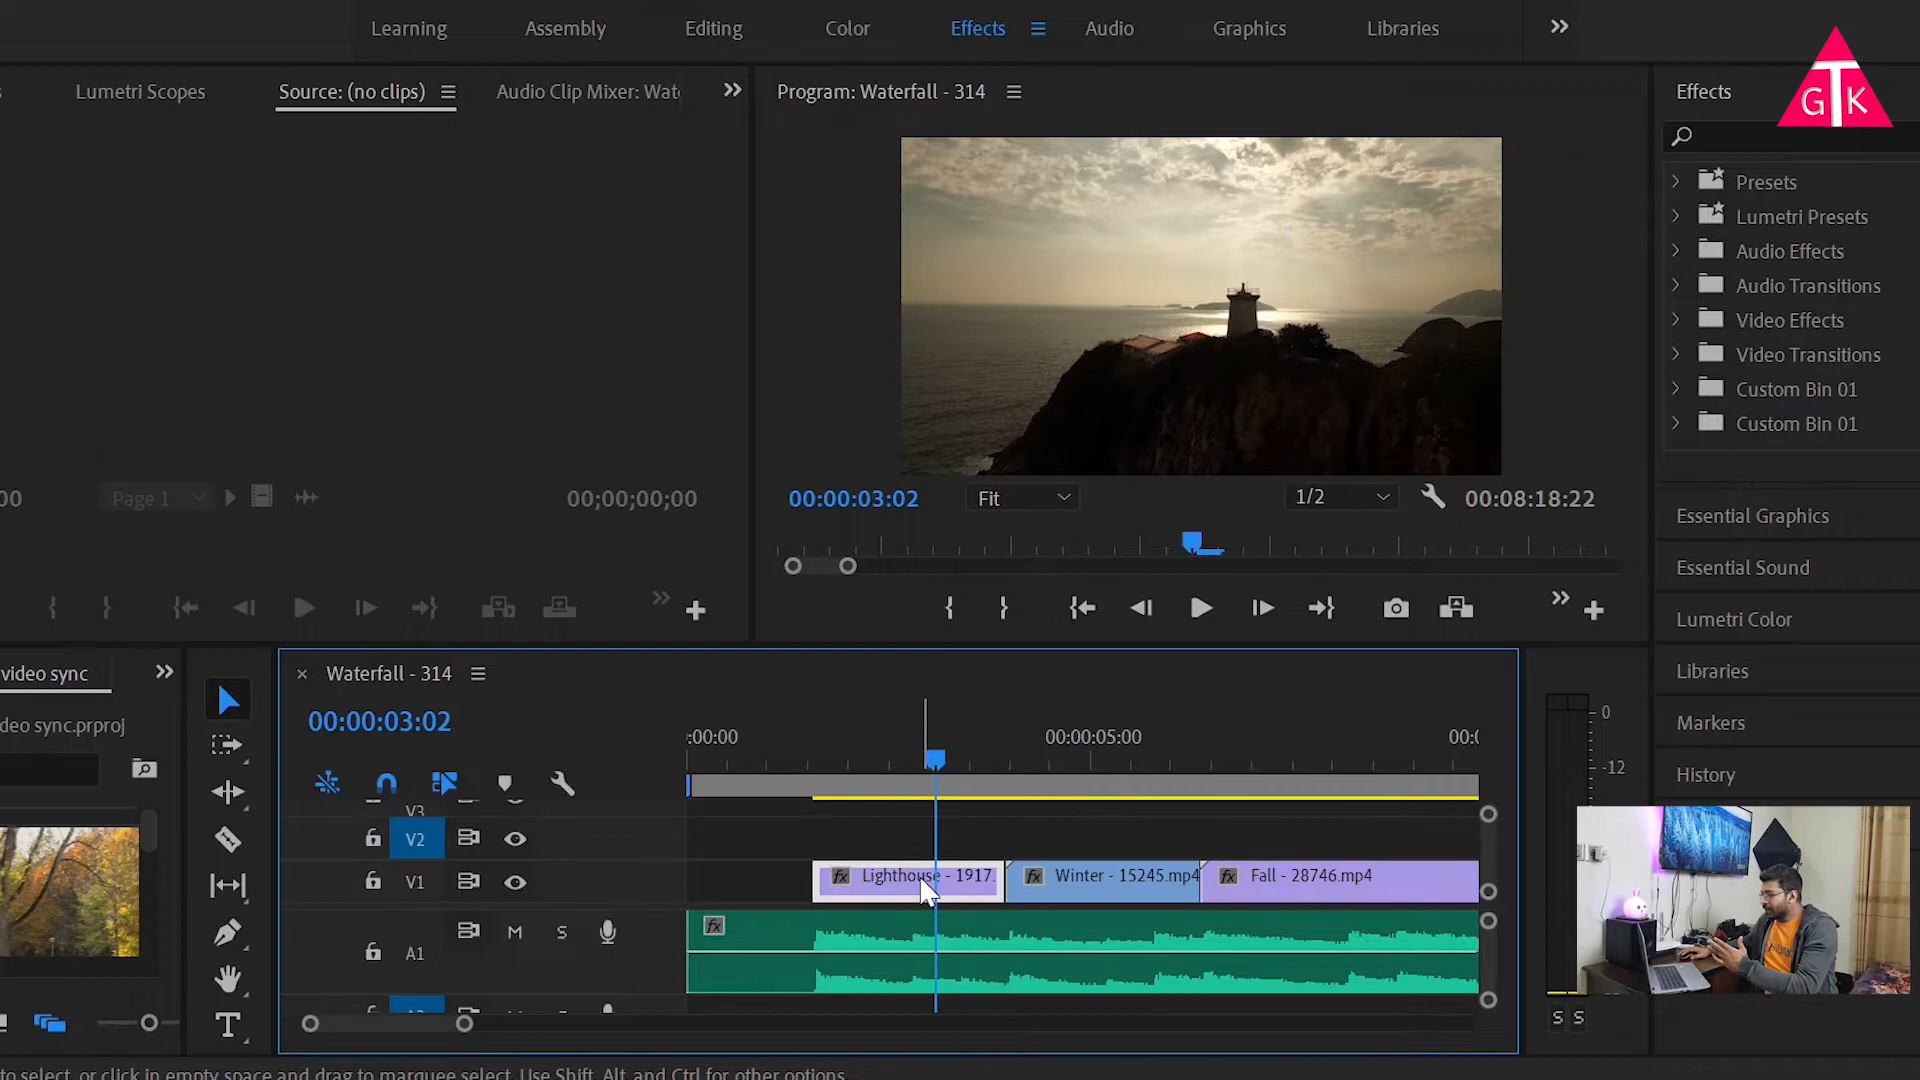 Learning Assembly Editing Color Effects Audio Graphics Libraries
GTK
Lumetri Scopes Source: (no clips) Audio Clip Mixer: Wat
Program: Waterfall - 314
Effects
Presets
Lumetri Presets
Audio Effects
Audio Transitions
Video Effects
Video Transitions
Custom Bin 01
Custom Bin 01
00 Page 1 00;00;00;00
00:00:03:02 Fit 1/2 00:08:18:22
Essential Graphics
Essential Sound
Lumetri Color
Libraries
Markers
History
video sync
deo sync.prproj
Waterfall - 314
00:00:03:02
:00:00 00:00:05:00 00:(
V3
V2
V1
fx Lighthouse - 1917. fx Winter - 15245.mp4 fx Fall - 28746.mp4
fx
A1 M S
0
-12
S S
T
to select, or click in empty space and drag to marquee select. Use Shift, Alt, and Ctrl for other options.